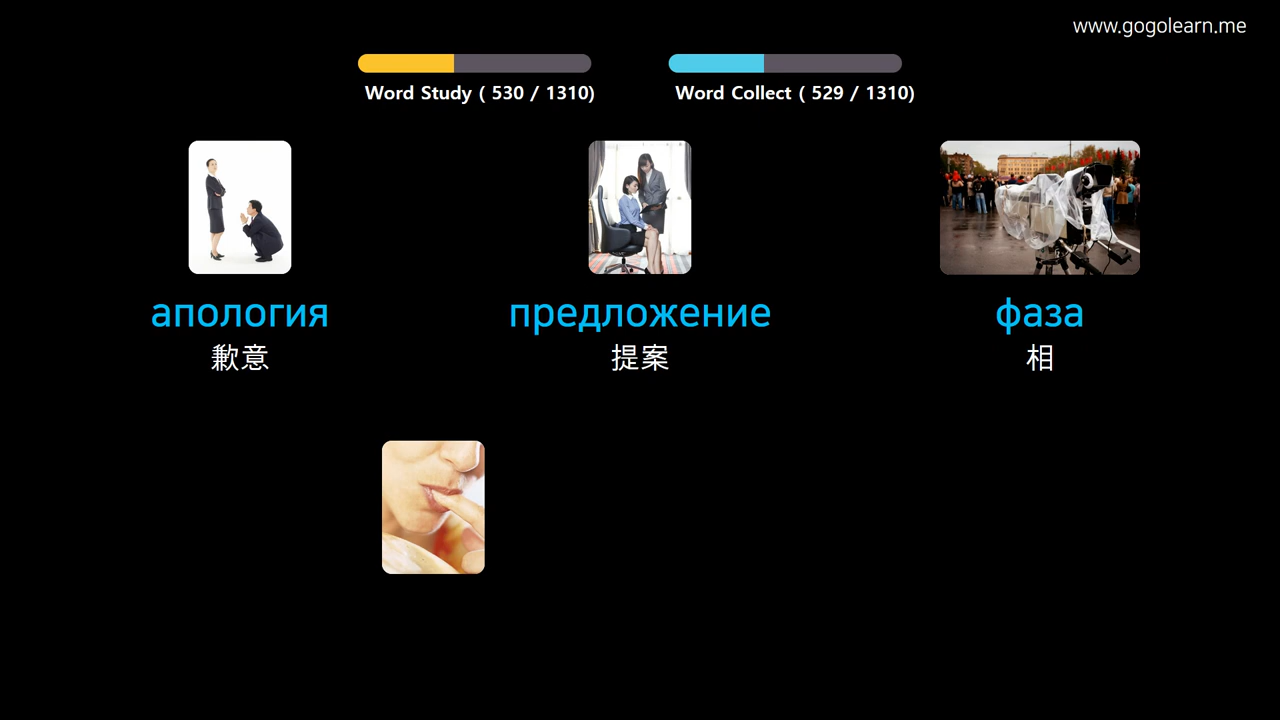 www.gogolearn.me
Word Study ( 530 / 1310)
Word Collect ( 529 / 1310)
апология
предложение
фаза
歉意
提案
相